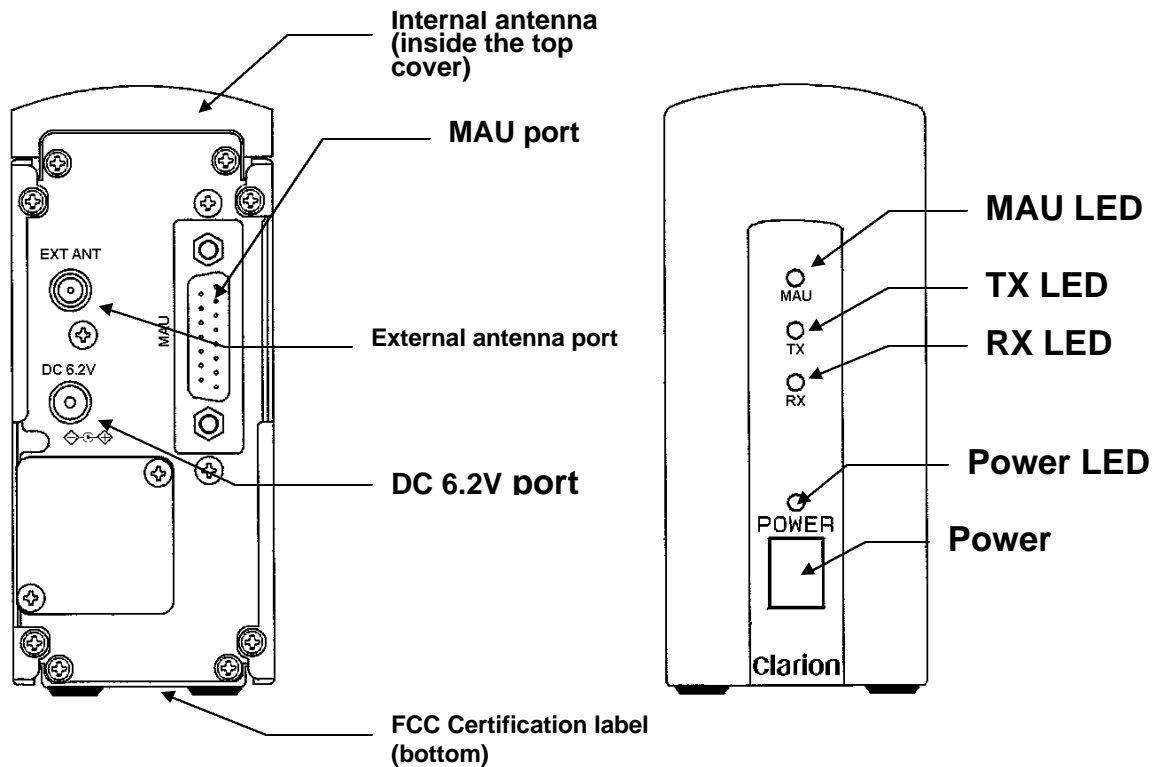 Internal antenna
(inside the top
cover)
MAU port
EXT ANT
MAU
External antenna port
DC 6.2V
DC 6.2V port
FCC Certification label
(bottom)
MAU LED
MAU
TX LED
TX
RX LED
RX
Power LED
POWER
Power
Clarion